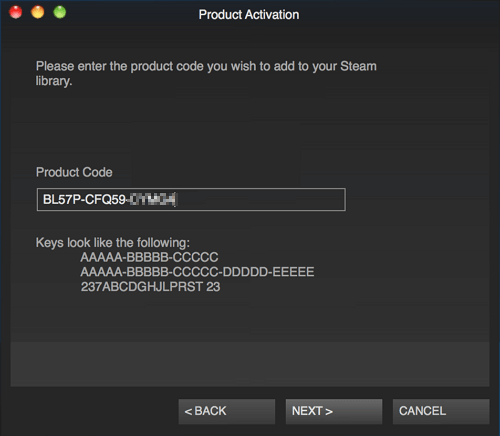 Product Activation
Please enter the product code you wish to add to your Steam
library.
Product Code
BL57P-CFQ59-
Keys look like the following:
AAAAA-BBBBB-CCCCC
AAAAA-BBBBB-CCCCC-DDDDD-EEEEE
237ABCDGHJLPRST 23
< BACK
NEXT >
CANCEL